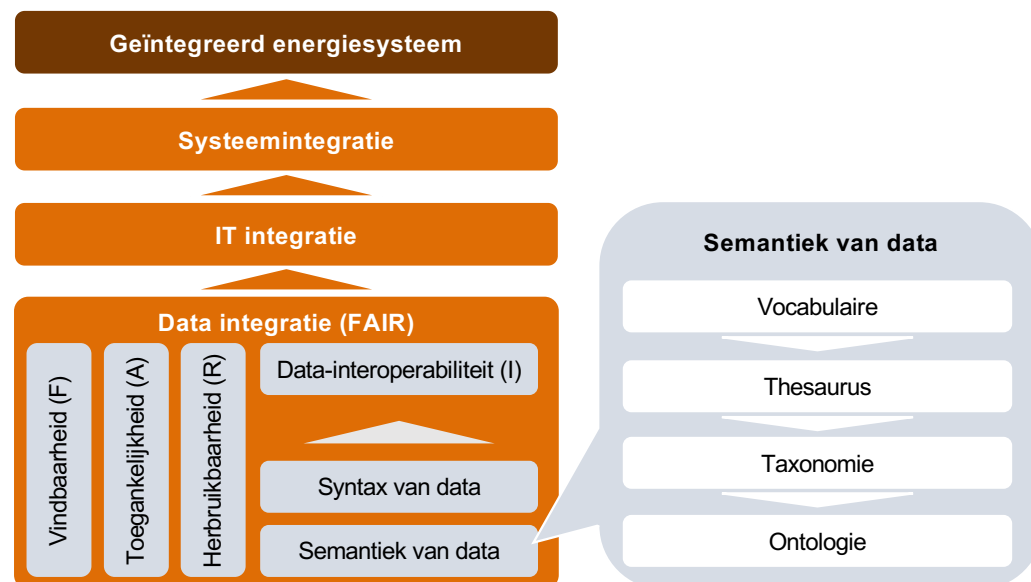 Geïntegreerd energiesysteem
Systeemintegratie
IT integratie
Data integratie (FAIR)
Vindbaarheid (F)
Toegankelijkheid (A)
Herbruikbaarheid (R)
Data-interoperabiliteit (I)
Syntax van data
Semantiek van data
Semantiek van data
Vocabulaire
Thesaurus
Taxonomie
Ontologie